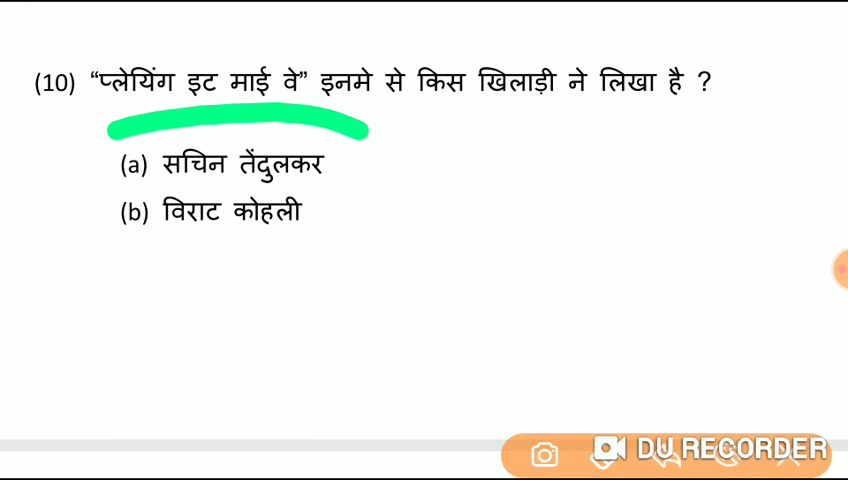 (10) “प्लेयिंग इट माई वे” इनमे से किस खिलाड़ी ने लिखा है ?
(a) सचिन तेंदुलकर
(b) विराट कोहली
DU RECORDER